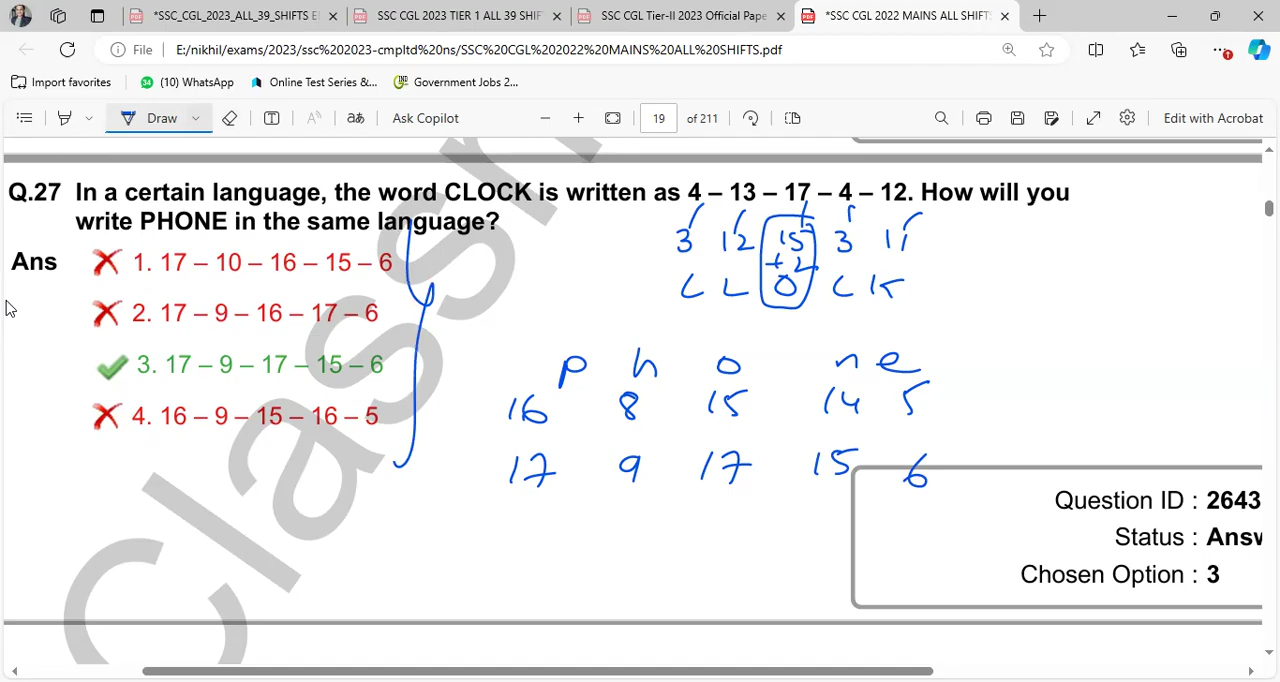 *SSC_CGL_2023_ALL_39_SHIFTS E
SSC CGL 2023 TIER 1 ALL 39 SHIF
SSC CGL Tier-II 2023 Official Pape
*SSC CGL 2022 MAINS ALL SHIFTS
File
E:/nikhil/exams/2023/ssc%202023-cmpltd%20ns/SSC%20CGL%202022%20MAINS%20ALL%20SHIFTS.pdf
Import favorites
(10) WhatsApp
Online Test Series &...
Government Jobs 2...
Draw
Ask Copilot
19 of 211
Edit with Acrobat
Q.27 In a certain language, the word CLOCK is written as 4 – 13 – 17 – 4 – 12. How will you
write PHONE in the same language?
3 12 15 3 11
+2
C L O C K
Ans 1. 17 – 10 – 16 – 15 – 6
2. 17 – 9 – 16 – 17 – 6
3. 17 – 9 – 17 – 15 – 6
4. 16 – 9 – 15 – 16 – 5
p h o n e
16 8 15 14 5
17 9 17 15 6
Question ID : 2643
Status : Answ
Chosen Option : 3
Classr